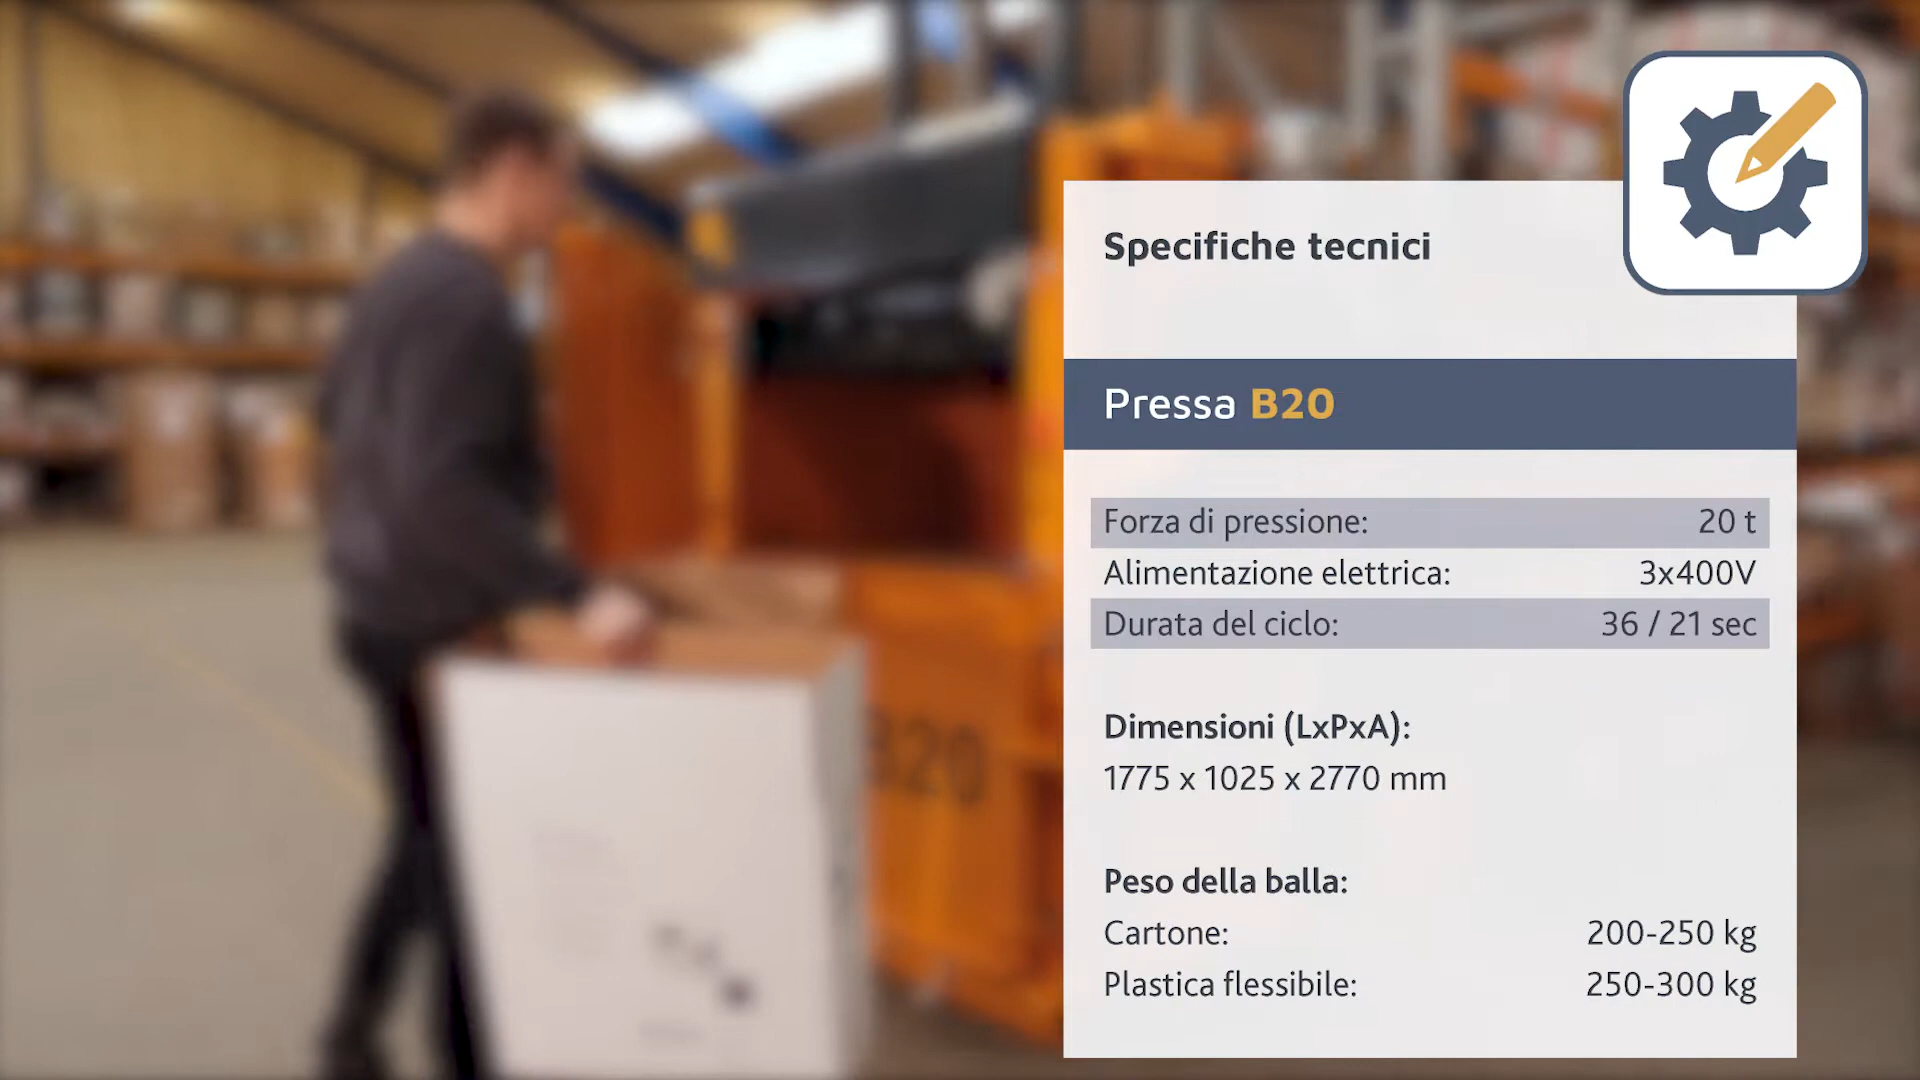 Specifiche tecnici
Pressa B20
Forza di pressione: 20 t
Alimentazione elettrica: 3x400V
Durata del ciclo: 36 / 21 sec
Dimensioni (LxPxA):
1775 x 1025 x 2770 mm
Peso della balla:
Cartone: 200-250 kg
Plastica flessibile: 250-300 kg
B20